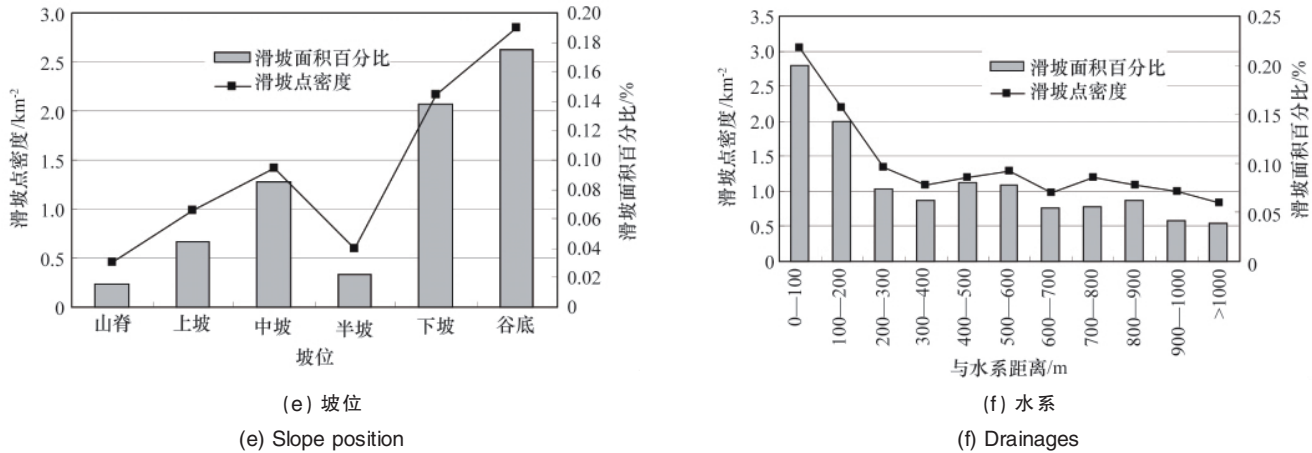 3.0
2.5
2.0
1.5
1.0
0.5
0
滑坡点密度/km-2
滑坡面积百分比
滑坡点密度
0.20
0.18
0.16
0.14
0.12
0.10
0.08
0.06
0.04
0.02
0
滑坡面积百分比/%
山脊 上坡 中坡 半坡 下坡 谷底
坡位
(e) 坡位
(e) Slope position
3.5
3.0
2.5
2.0
1.5
1.0
0.5
0
滑坡点密度/km-2
滑坡面积百分比
滑坡点密度
0.25
0.20
0.15
0.10
0.05
0
滑坡面积百分比/%
0—100
100—200
200—300
300—400
400—500
500—600
600—700
700—800
800—900
900—1000
>1000
与水系距离/m
(f) 水系
(f) Drainages